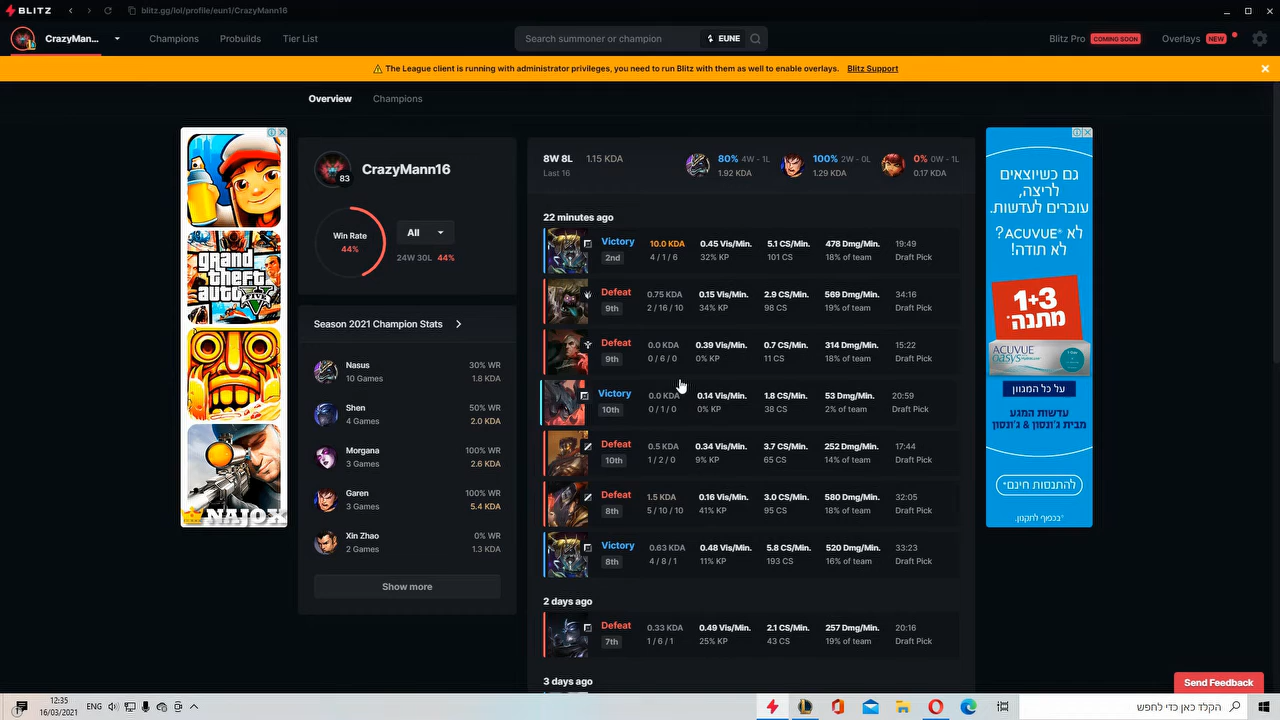 BLITZ
blitz.gg/lol/profile/eun1/CrazyMann16
CrazyMann...
Champions
Probuilds
Tier List
Search summoner or champion
EUNE
Blitz Pro
COMING SOON
Overlays
NEW
The League client is running with administrator privileges, you need to run Blitz with them as well to enable overlays. Blitz Support
Overview
Champions
GRAND
theft
auto V
NAJOX
83
CrazyMann16
Win Rate
44%
All
24W 30L 44%
Season 2021 Champion Stats
Nasus 30% WR
10 Games 1.8 KDA
Shen 50% WR
4 Games 2.0 KDA
Morgana 100% WR
3 Games 2.6 KDA
Garen 100% WR
3 Games 5.4 KDA
Xin Zhao 0% WR
2 Games 1.3 KDA
Show more
8W 8L 1.15 KDA
Last 16
80% 4W - 1L
1.92 KDA
100% 2W - 0L
1.29 KDA
0% 0W - 1L
0.17 KDA
22 minutes ago
Victory 10.0 KDA 0.45 Vis/Min. 5.1 CS/Min. 478 Dmg/Min. 19:49
2nd 4 / 1 / 6 32% KP 101 CS 18% of team Draft Pick
Defeat 0.75 KDA 0.15 Vis/Min. 2.9 CS/Min. 569 Dmg/Min. 34:16
9th 2 / 16 / 10 34% KP 98 CS 19% of team Draft Pick
Defeat 0.0 KDA 0.39 Vis/Min. 0.7 CS/Min. 314 Dmg/Min. 15:22
9th 0 / 6 / 0 0% KP 11 CS 18% of team Draft Pick
Victory 0.0 KDA 0.14 Vis/Min. 1.8 CS/Min. 53 Dmg/Min. 20:59
10th 0 / 1 / 0 0% KP 38 CS 2% of team Draft Pick
Defeat 0.5 KDA 0.34 Vis/Min. 3.7 CS/Min. 252 Dmg/Min. 17:44
10th 1 / 2 / 0 9% KP 65 CS 14% of team Draft Pick
Defeat 1.5 KDA 0.16 Vis/Min. 3.0 CS/Min. 580 Dmg/Min. 32:05
8th 5 / 10 / 10 41% KP 95 CS 18% of team Draft Pick
Victory 0.63 KDA 0.48 Vis/Min. 5.8 CS/Min. 520 Dmg/Min. 33:23
8th 4 / 8 / 1 11% KP 193 CS 16% of team Draft Pick
2 days ago
Defeat 0.33 KDA 0.49 Vis/Min. 2.1 CS/Min. 257 Dmg/Min. 20:16
7th 1 / 6 / 1 25% KP 43 CS 19% of team Draft Pick
3 days ago
גם כשיוצאים
לריצה,
עוברים לעדשות.
לא ACUVUE®?
לא תודה!
1+3
מתנה*
ACUVUE
OASYS
על כל המגוון
עדשות המגע
מבית ג'ונסון & ג'ונסון
להתנסות חינם*
*בכפוף לתקנון.
Send Feedback
12:35
16/03/2021
ENG
הקלד כאן כדי לחפש